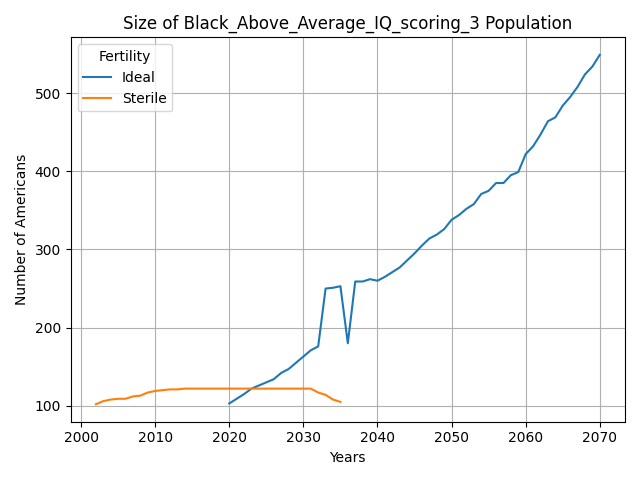 Size of Black_Above_Average_IQ_scoring_3 Population
Fertility
Ideal
Sterile
Number of Americans
500
400
300
200
100
2000 2010 2020 2030 2040 2050 2060 2070
Years